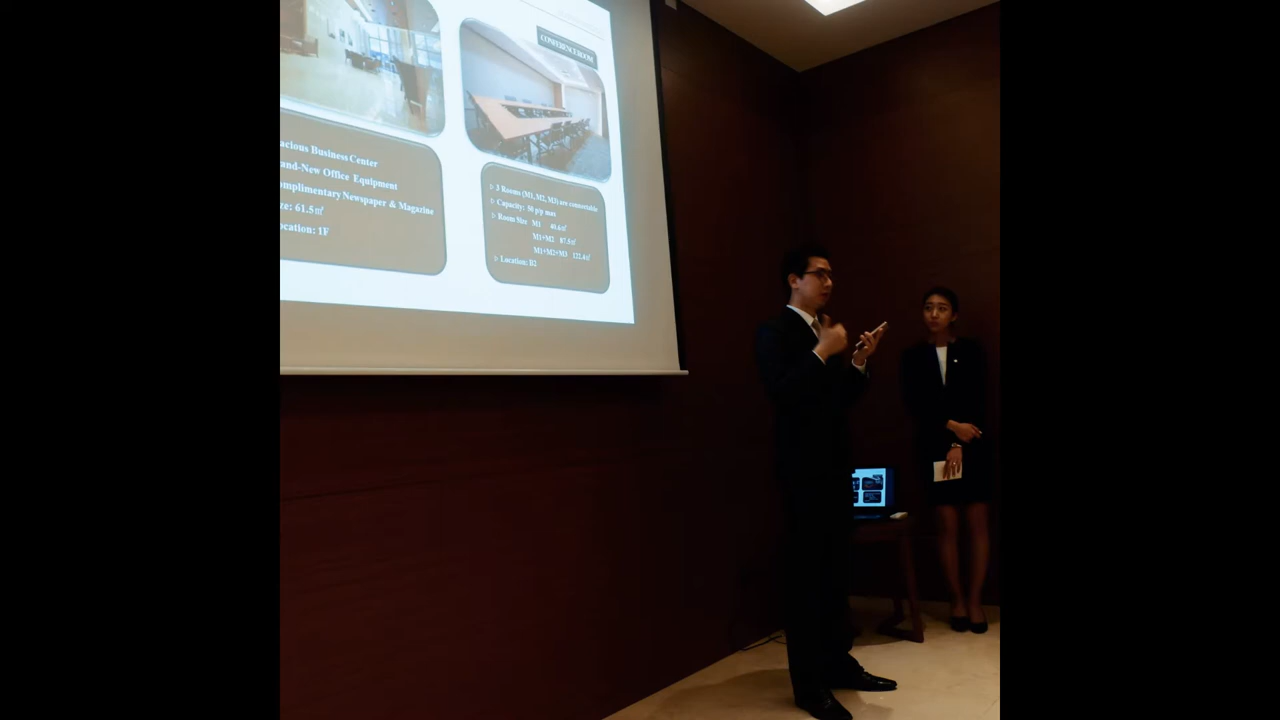 acious Business Center
and-New Office Equipment
omplimentary Newspaper & Magazine
ze: 61.5㎡
ocation: 1F
CONFERENCE ROOM
▷ 3 Rooms (M1, M2, M3) are connectable
▷ Capacity: 50 p/p max
▷ Room Size M1 40.6㎡
M1+M2 87.5㎡
M1+M2+M3 122.4㎡
▷ Location: B2